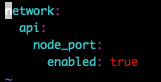 network:
  api:
    node_port:
      enabled: true
~